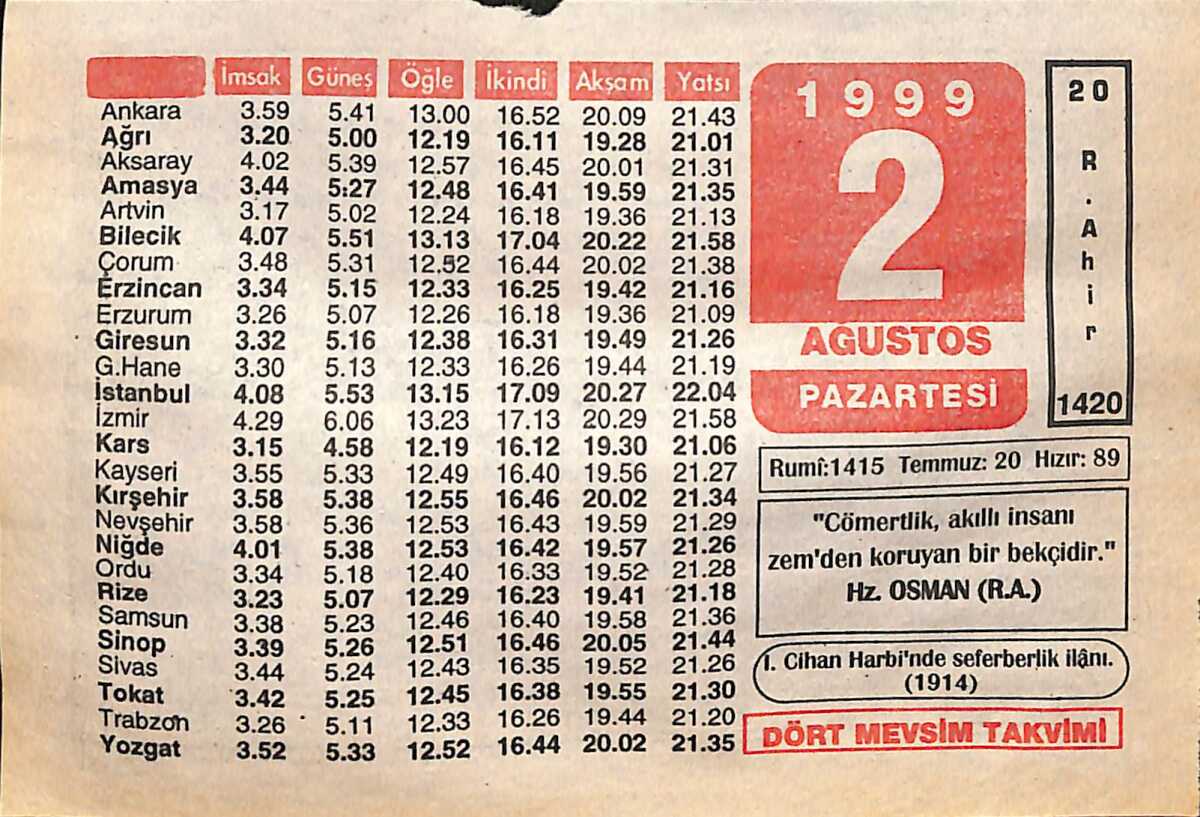 İmsak Güneş Öğle İkindi Akşam Yatsı
Ankara 3.59 5.41 13.00 16.52 20.09 21.43
Ağrı 3.20 5.00 12.19 16.11 19.28 21.01
Aksaray 4.02 5.39 12.57 16.45 20.01 21.31
Amasya 3.44 5:27 12.48 16.41 19.59 21.35
Artvin 3.17 5.02 12.24 16.18 19.36 21.13
Bilecik 4.07 5.51 13.13 17.04 20.22 21.58
Çorum 3.48 5.31 12.52 16.44 20.02 21.38
Erzincan 3.34 5.15 12.33 16.25 19.42 21.16
Erzurum 3.26 5.07 12.26 16.18 19.36 21.09
Giresun 3.32 5.16 12.38 16.31 19.49 21.26
G.Hane 3.30 5.13 12.33 16.26 19.44 21.19
İstanbul 4.08 5.53 13.15 17.09 20.27 22.04
İzmir 4.29 6.06 13.23 17.13 20.29 21.58
Kars 3.15 4.58 12.19 16.12 19.30 21.06
Kayseri 3.55 5.33 12.49 16.40 19.56 21.27
Kırşehir 3.58 5.38 12.55 16.46 20.02 21.34
Nevşehir 3.58 5.36 12.53 16.43 19.59 21.29
Niğde 4.01 5.38 12.53 16.42 19.57 21.26
Ordu 3.34 5.18 12.40 16.33 19.52 21.28
Rize 3.23 5.07 12.29 16.23 19.41 21.18
Samsun 3.38 5.23 12.46 16.40 19.58 21.36
Sinop 3.39 5.26 12.51 16.46 20.05 21.44
Sivas 3.44 5.24 12.43 16.35 19.52 21.26
Tokat 3.42 5.25 12.45 16.38 19.55 21.30
Trabzon 3.26 5.11 12.33 16.26 19.44 21.20
Yozgat 3.52 5.33 12.52 16.44 20.02 21.35
1999
2
AĞUSTOS
PAZARTESİ
20
R
.
A
h
i
r
1420
Rumî:1415 Temmuz: 20 Hızır: 89
"Cömertlik, akıllı insanı
zem'den koruyan bir bekçidir."
Hz. OSMAN (R.A.)
I. Cihan Harbi'nde seferberlik ilânı.
(1914)
DÖRT MEVSİM TAKVİMİ